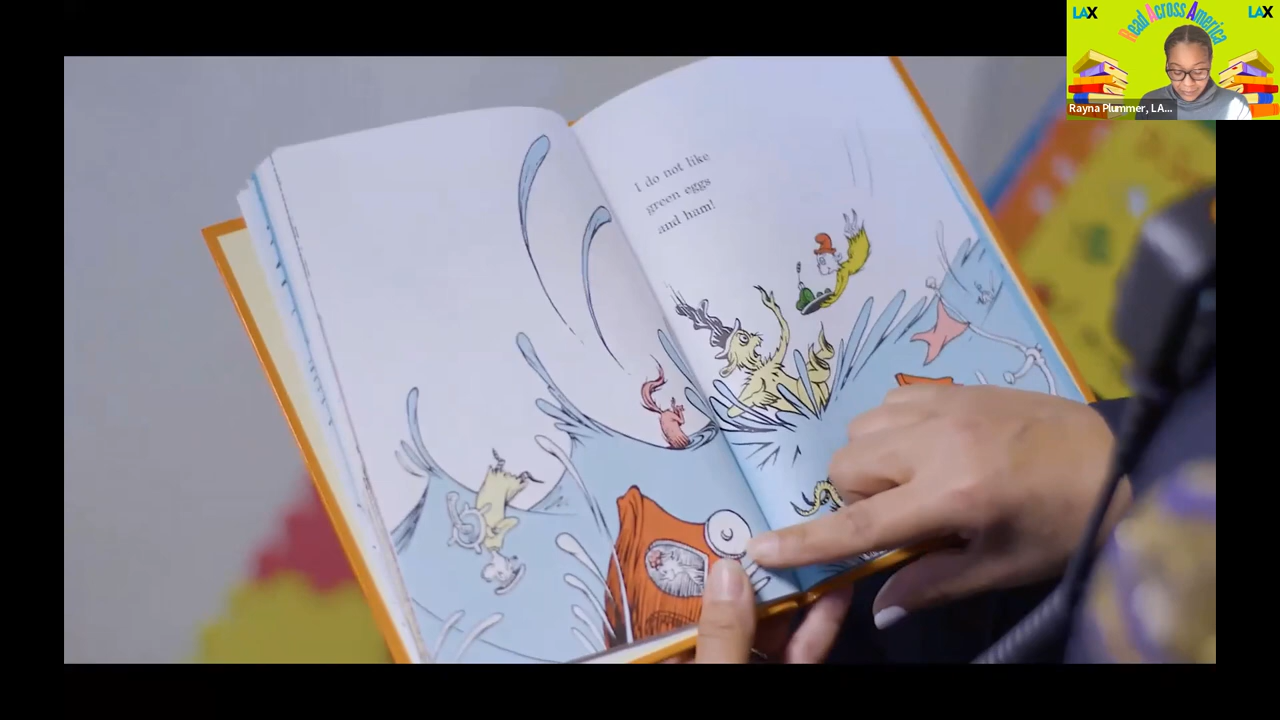 LAX
Read Across America
LAX
Rayna Plummer, LA...
I do not like
green eggs
and ham!